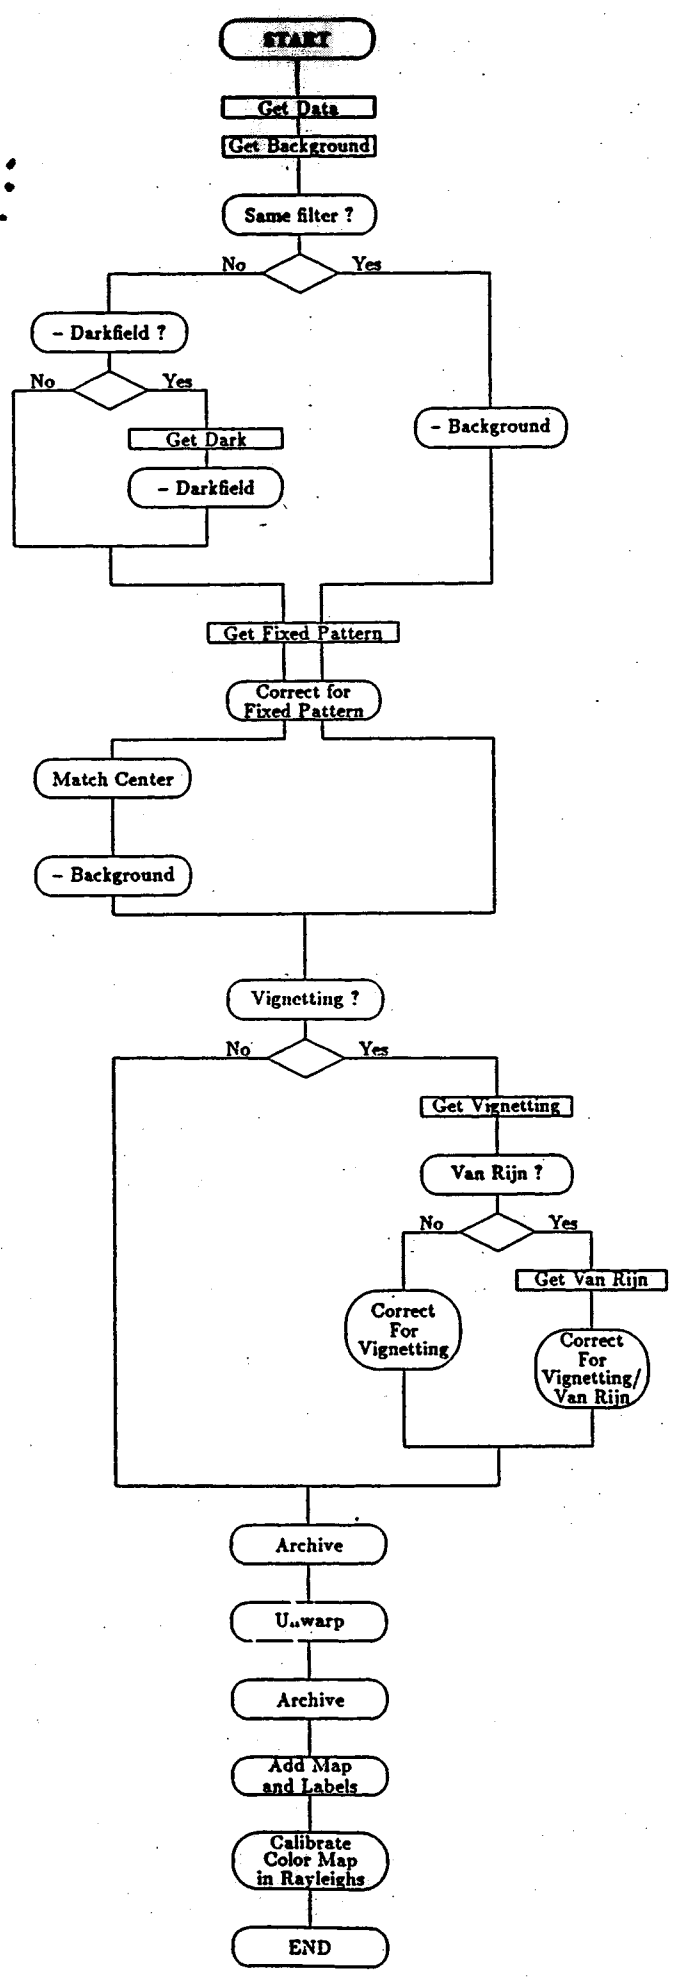 START
Get Data
Get Background
Same filter ?
No
Yes
– Darkfield ?
No
Yes
Get Dark
– Darkfield
– Background
Get Fixed Pattern
Correct for
Fixed Pattern
Match Center
– Background
Vignetting ?
No
Yes
Get Vignetting
Van Rijn ?
No
Yes
Get Van Rijn
Correct
For
Vignetting
Correct
For
Vignetting/
Van Rijn
Archive
Archive
Add Map
and Labels
Calibrate
Color Map
in Rayleighs
END